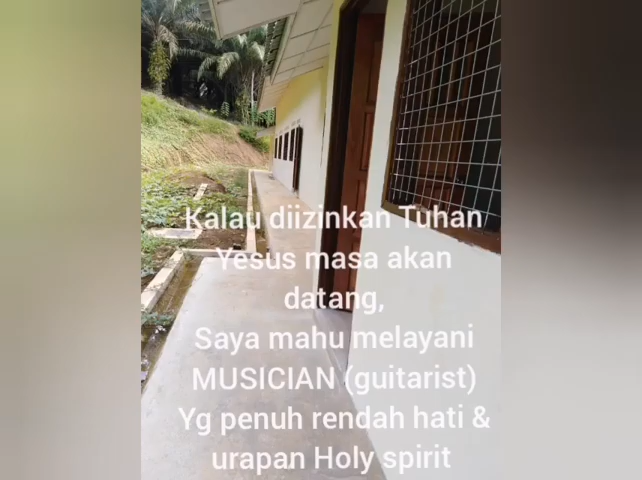 Kalau diizinkan Tuhan
Yesus masa akan
datang,
Saya mahu melayani
MUSICIAN (guitarist)
Yg penuh rendah hati &
urapan Holy spirit